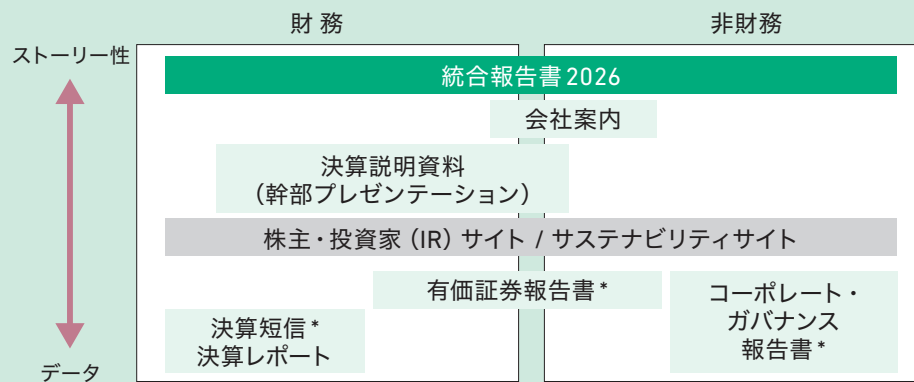 財務
非財務
ストーリー性
統合報告書2026
会社案内
決算説明資料
（幹部プレゼンテーション）
株主・投資家（IR）サイト / サステナビリティサイト
有価証券報告書*
コーポレート・
ガバナンス
報告書*
決算短信*
決算レポート
データ